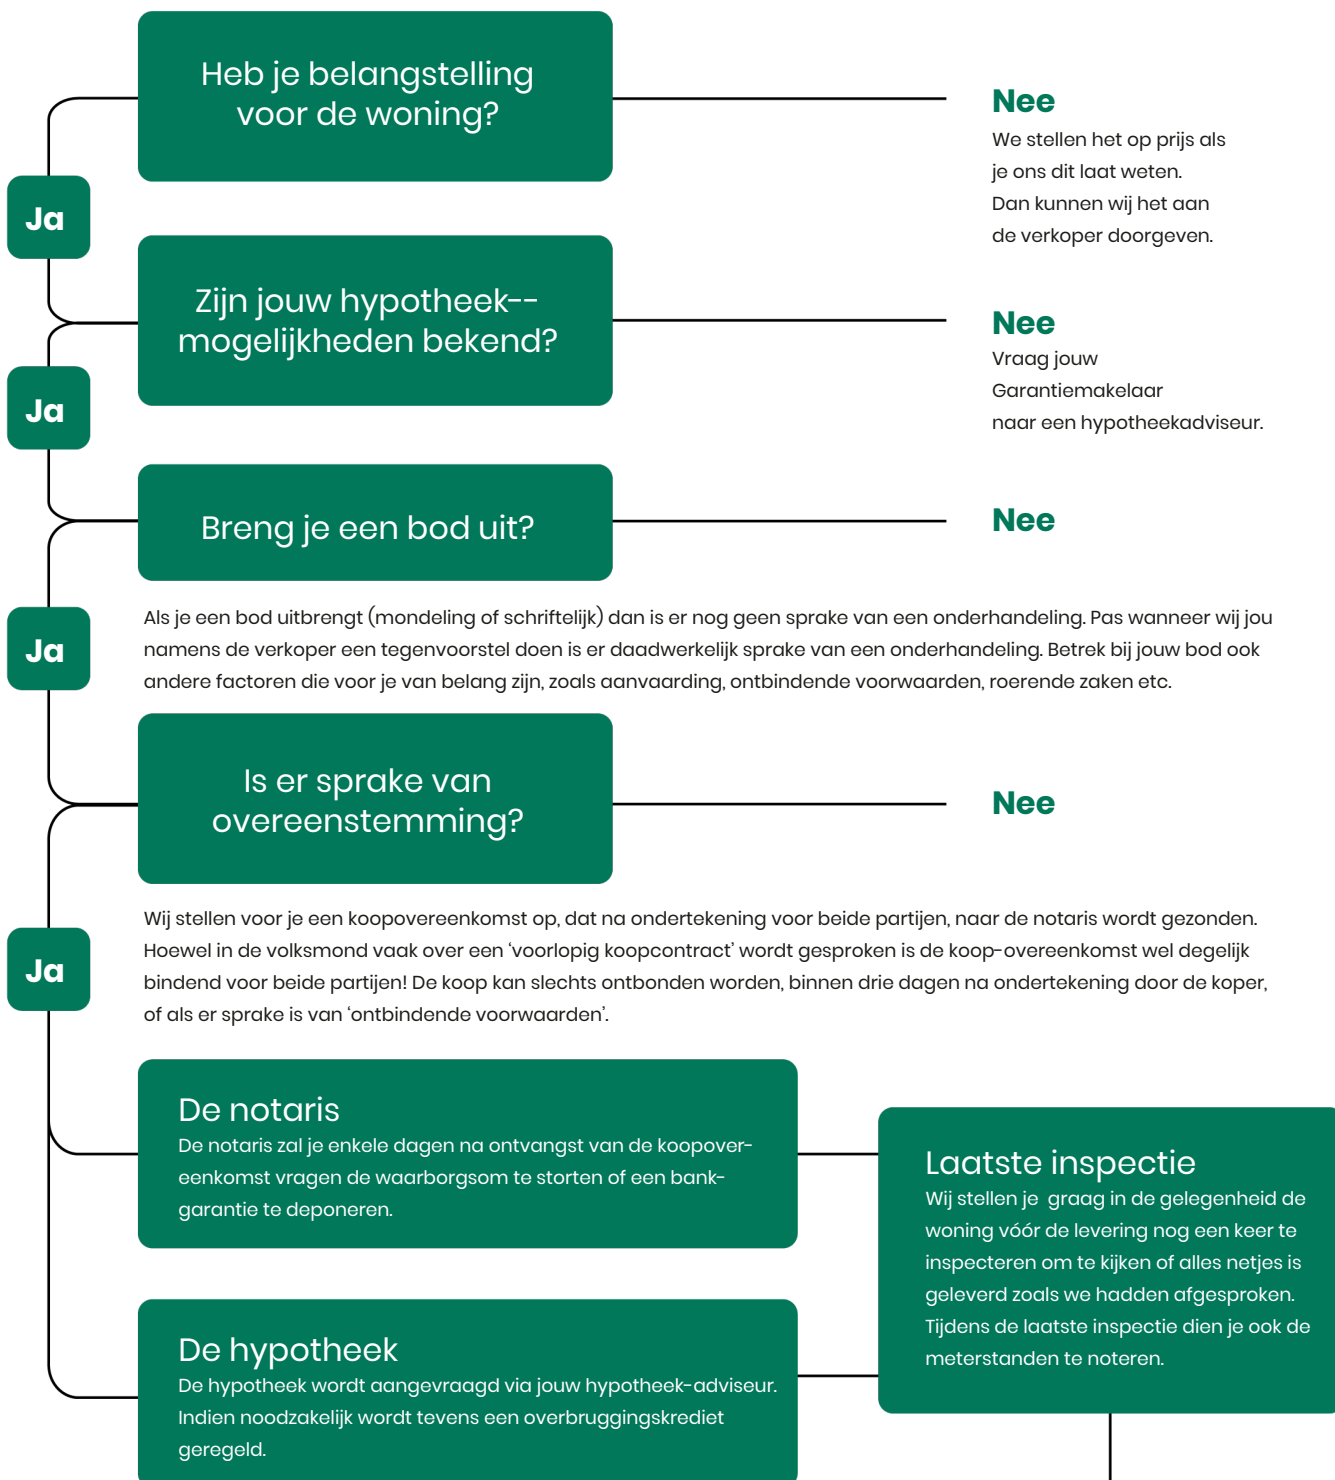 Heb je belangstelling
voor de woning?
Nee
We stellen het op prijs als
je ons dit laat weten.
Dan kunnen wij het aan
de verkoper doorgeven.
Ja
Zijn jouw hypotheek--
mogelijkheden bekend?
Nee
Vraag jouw
Garantiemakelaar
naar een hypotheekadviseur.
Ja
Breng je een bod uit?
Nee
Ja
Als je een bod uitbrengt (mondeling of schriftelijk) dan is er nog geen sprake van een onderhandeling. Pas wanneer wij jou
namens de verkoper een tegenvoorstel doen is er daadwerkelijk sprake van een onderhandeling. Betrek bij jouw bod ook
andere factoren die voor je van belang zijn, zoals aanvaarding, ontbindende voorwaarden, roerende zaken etc.
Is er sprake van
overeenstemming?
Nee
Ja
Wij stellen voor je een koopovereenkomst op, dat na ondertekening voor beide partijen, naar de notaris wordt gezonden.
Hoewel in de volksmond vaak over een ‘voorlopig koopcontract’ wordt gesproken is de koop-overeenkomst wel degelijk
bindend voor beide partijen! De koop kan slechts ontbonden worden, binnen drie dagen na ondertekening door de koper,
of als er sprake is van ‘ontbindende voorwaarden’.
De notaris
De notaris zal je enkele dagen na ontvangst van de koopover-
eenkomst vragen de waarborgsom te storten of een bank-
garantie te deponeren.
Laatste inspectie
Wij stellen je graag in de gelegenheid de
woning vóór de levering nog een keer te
inspecteren om te kijken of alles netjes is
geleverd zoals we hadden afgesproken.
Tijdens de laatste inspectie dien je ook de
meterstanden te noteren.
De hypotheek
De hypotheek wordt aangevraagd via jouw hypotheek-adviseur.
Indien noodzakelijk wordt tevens een overbruggingskrediet
geregeld.